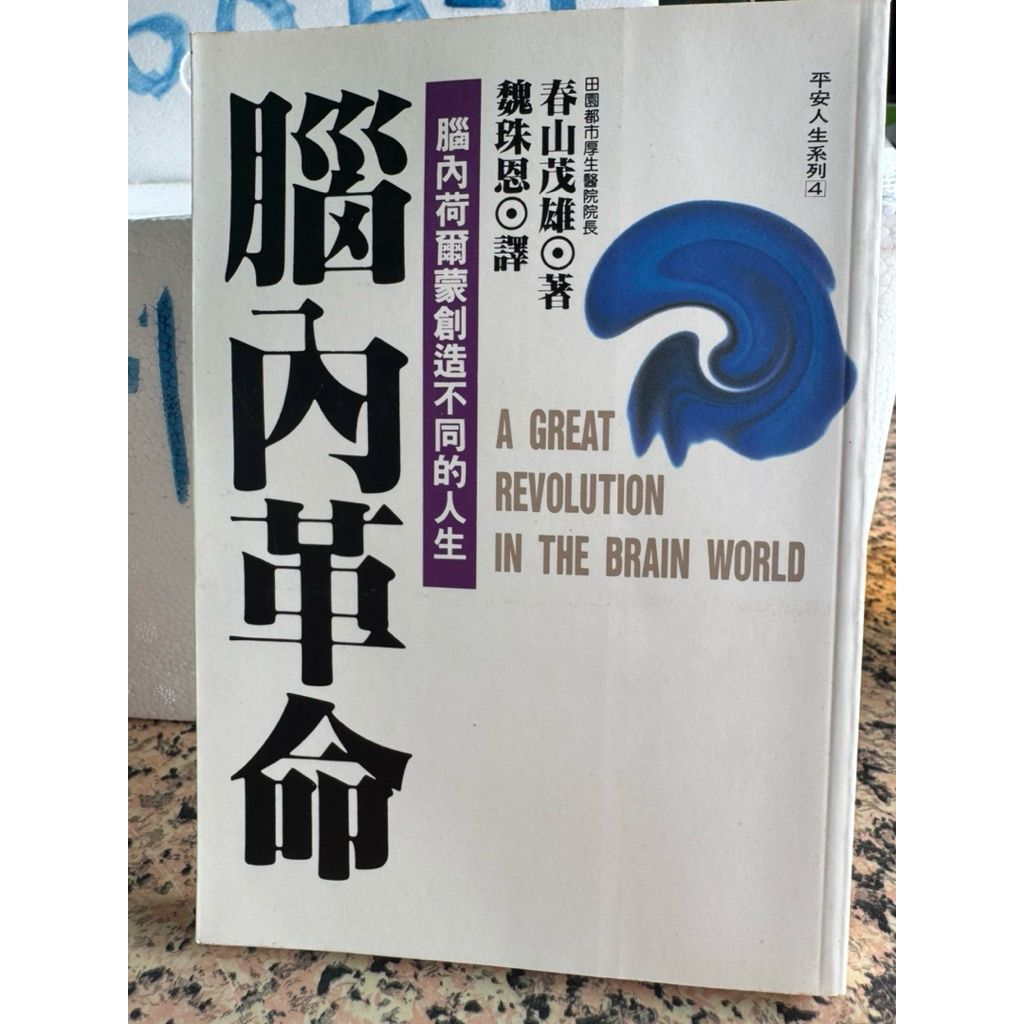 平安人生系列4
田園都市厚生醫院院長
春山茂雄⊙著
魏珠恩⊙譯
腦內荷爾蒙創造不同的人生
腦內革命
A GREAT
REVOLUTION
IN THE BRAIN WORLD